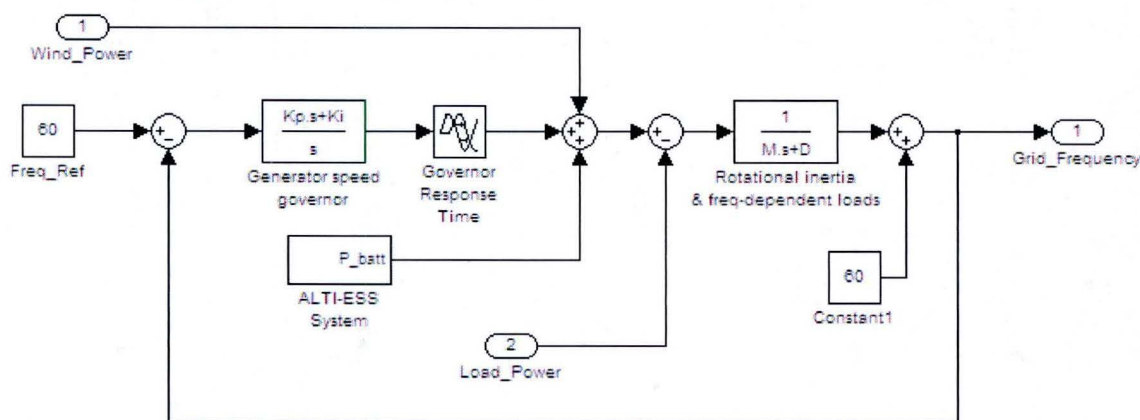 1
Wind_Power
60
Freq_Ref
+
−
Kp.s+Ki
s
Generator speed
governor
Governor
Response
Time
+
+
+
+
−
1
M.s+D
Rotational inertia
& freq-dependent loads
+
+
1
Grid_Frequency
P_batt
ALTI-ESS
System
60
Constant1
2
Load_Power